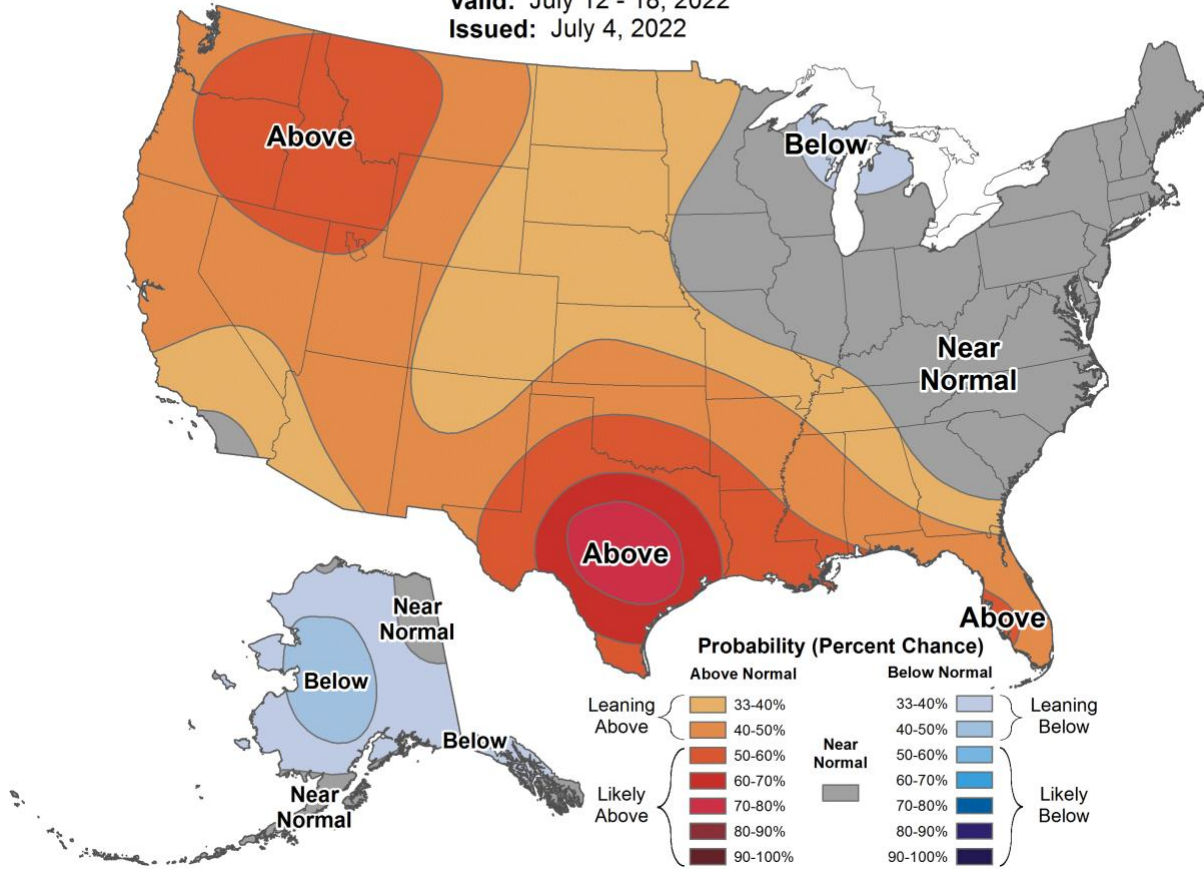 Valid: July 12 - 18, 2022
Issued: July 4, 2022
Above
Below
Near
Normal
Above
Above
Near
Normal
Below
Below
Near
Normal
Probability (Percent Chance)
Above Normal
Below Normal
Leaning
Above
33-40%
40-50%
Likely
Above
50-60%
60-70%
70-80%
80-90%
90-100%
Near
Normal
33-40%
40-50%
Leaning
Below
50-60%
60-70%
70-80%
80-90%
90-100%
Likely
Below